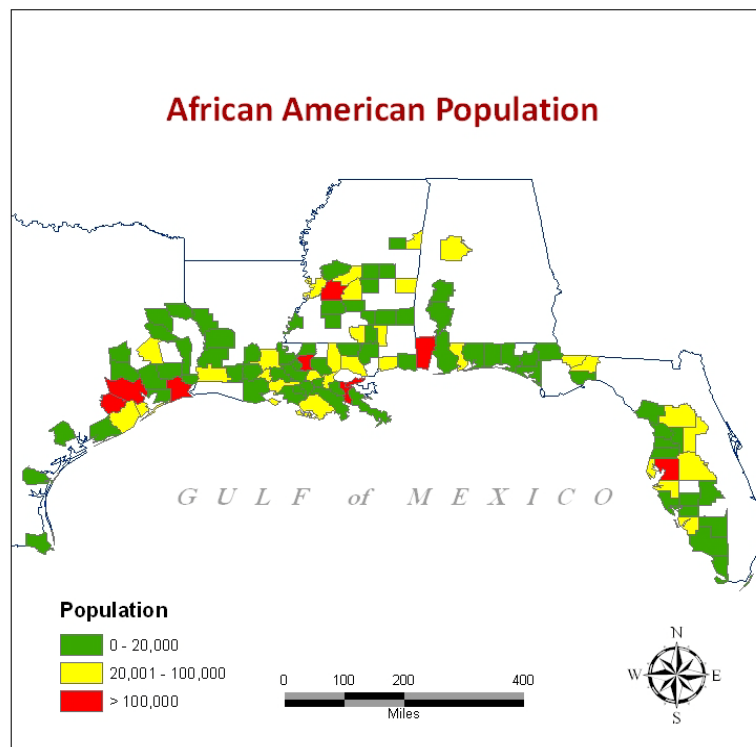 African American Population
GULF of MEXICO
Population
0 - 20,000
20,001 - 100,000
> 100,000
0 100 200 400
Miles
N
W E
S